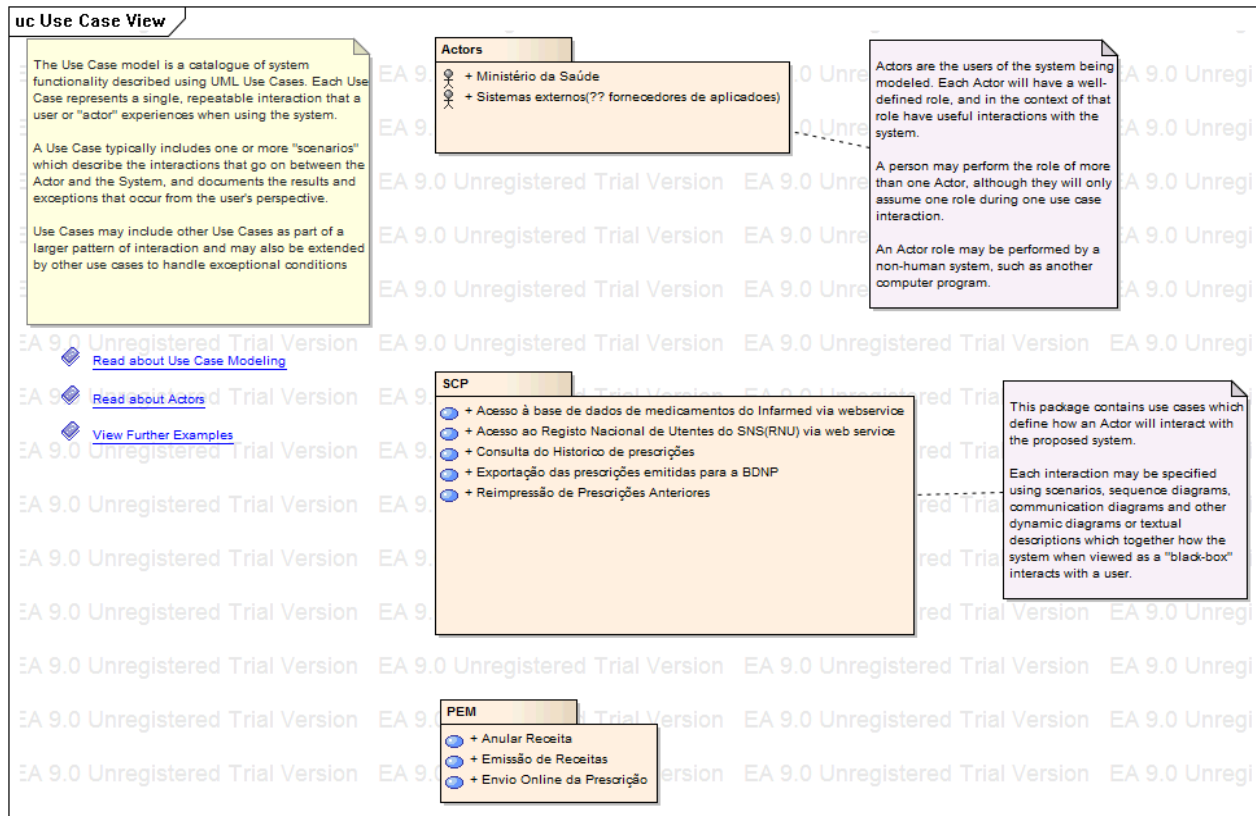 uc Use Case View
The Use Case model is a catalogue of system
functionality described using UML Use Cases. Each Use
Case represents a single, repeatable interaction that a
user or "actor" experiences when using the system.
A Use Case typically includes one or more "scenarios"
which describe the interactions that go on between the
Actor and the System, and documents the results and
exceptions that occur from the user's perspective.
Use Cases may include other Use Cases as part of a
larger pattern of interaction and may also be extended
by other use cases to handle exceptional conditions
Read about Use Case Modeling
Read about Actors
View Further Examples
Actors
+ Ministério da Saúde
+ Sistemas externos(?? fornecedores de aplicadoes)
Actors are the users of the system being
modeled. Each Actor will have a well-
defined role, and in the context of that
role have useful interactions with the
system.
A person may perform the role of more
than one Actor, although they will only
assume one role during one use case
interaction.
An Actor role may be performed by a
non-human system, such as another
computer program.
SCP
+ Acesso à base de dados de medicamentos do Infarmed via webservice
+ Acesso ao Registo Nacional de Utentes do SNS(RNU) via web service
+ Consulta do Historico de prescrições
+ Exportação das prescrições emitidas para a BDNP
+ Reimpressão de Prescrições Anteriores
This package contains use cases which
define how an Actor will interact with
the proposed system.
Each interaction may be specified
using scenarios, sequence diagrams,
communication diagrams and other
dynamic diagrams or textual
descriptions which together how the
system when viewed as a "black-box"
interacts with a user.
PEM
+ Anular Receita
+ Emissão de Receitas
+ Envio Online da Prescrição
EA 9.0 Unregistered Trial Version